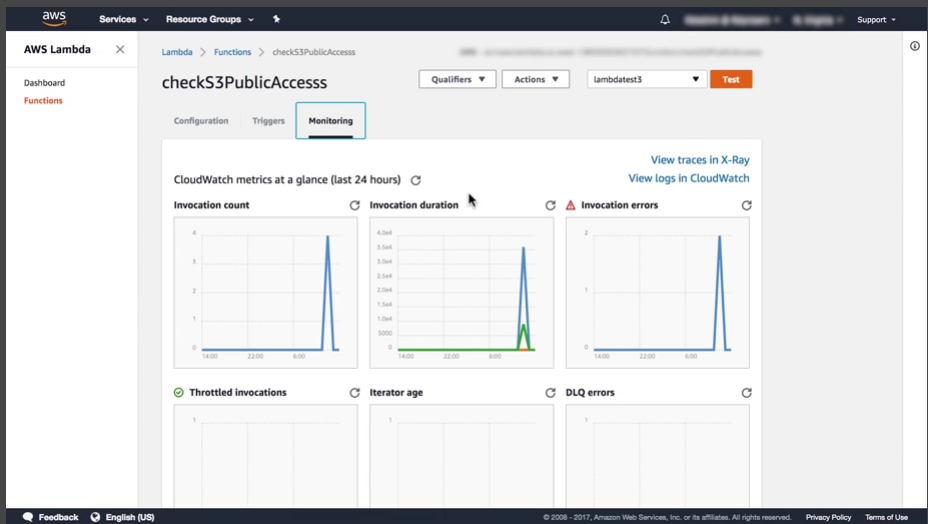 aws
Services
Resource Groups
Support
AWS Lambda
Dashboard
Functions
Lambda > Functions > checkS3PublicAccesss
checkS3PublicAccesss
Qualifiers
Actions
lambdatest3
Test
Configuration
Triggers
Monitoring
View traces in X-Ray
View logs in CloudWatch
CloudWatch metrics at a glance (last 24 hours)
Invocation count
4
3
2
1
0
14:00 22:00 6:00
Invocation duration
4.0e4
3.5e4
3.0e4
2.5e4
2.0e4
1.5e4
1.0e4
5000
0
14:00 22:00 6:00
Invocation errors
2
1
0
14:00 22:00 6:00
Throttled invocations
1
Iterator age
1
DLQ errors
1
Feedback
English (US)
© 2008 - 2017, Amazon Web Services, Inc. or its affiliates. All rights reserved.
Privacy Policy
Terms of Use